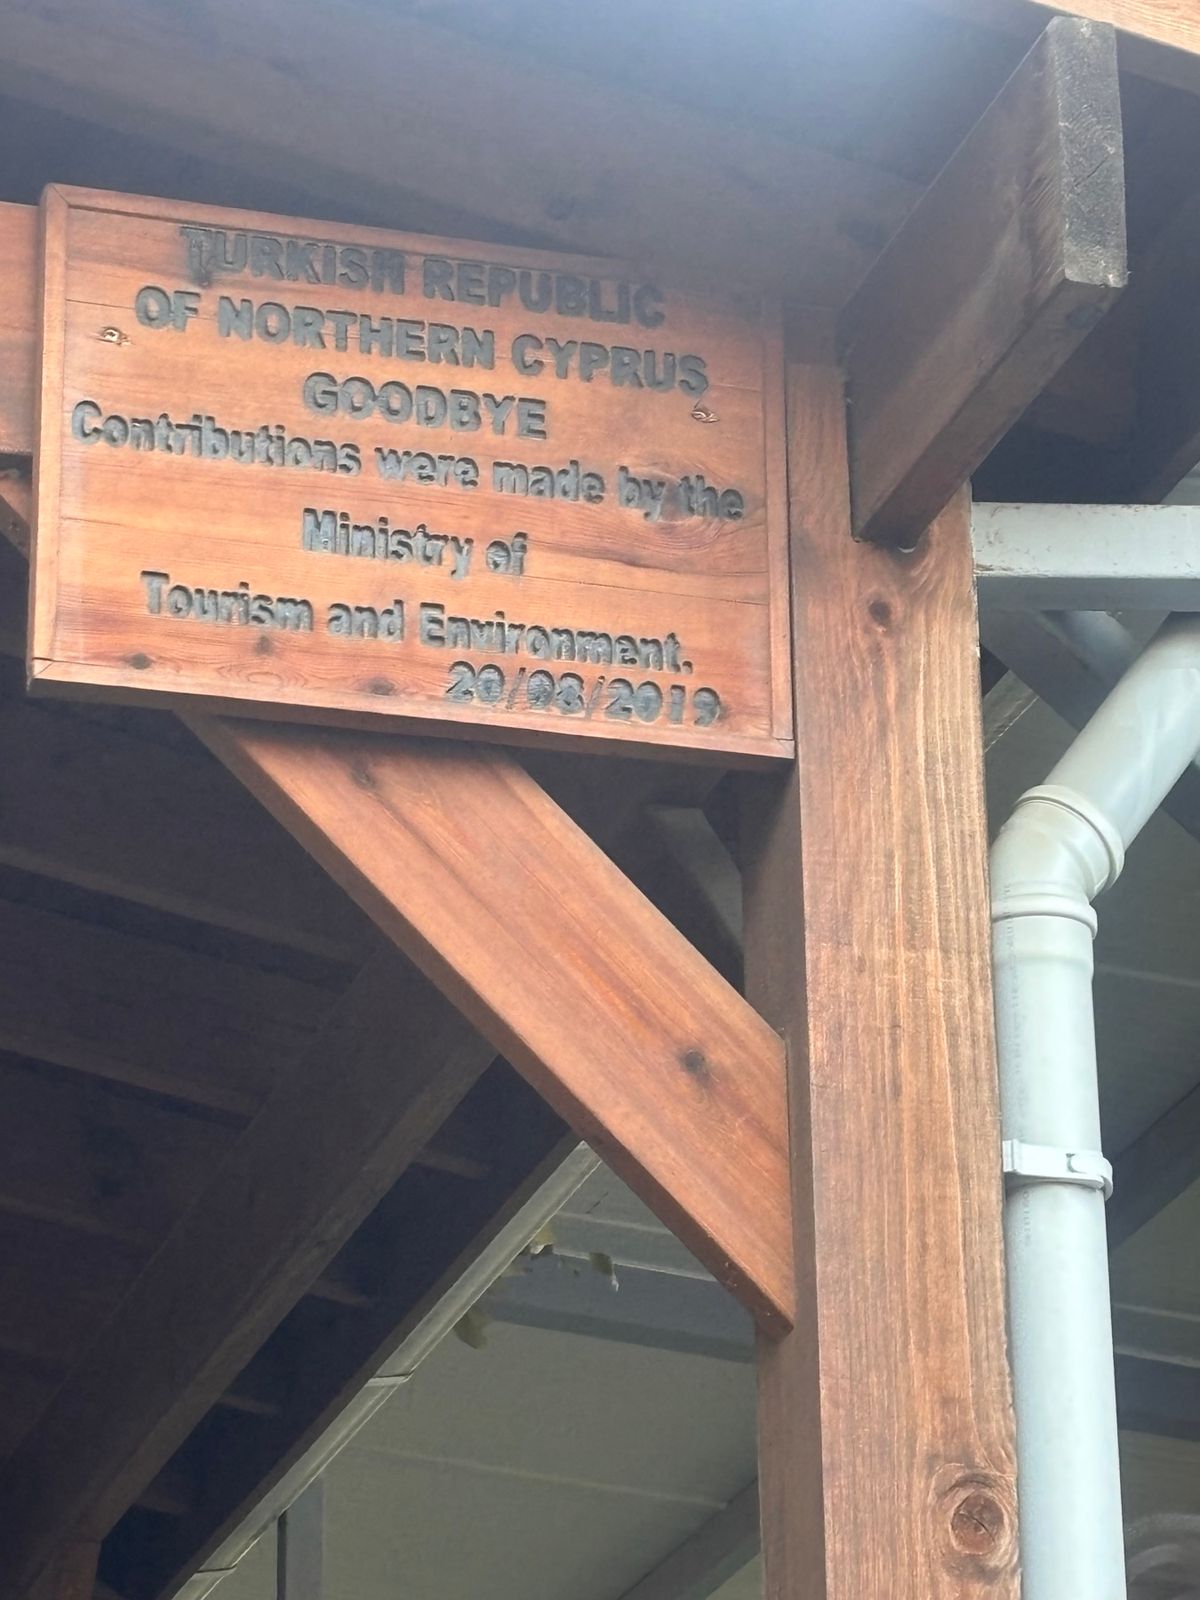 TURKISH REPUBLIC
OF NORTHERN CYPRUS
GOODBYE
Contributions were made by the
Ministry of
Tourism and Environment.
20/08/2019